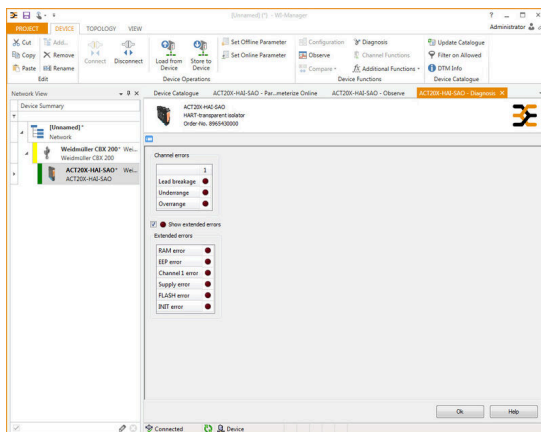 [Unnamed] (*) - WI-Manager
PROJECT DEVICE TOPOLOGY VIEW
Administrator
Cut Add...
Copy Remove
Paste Rename
Connect Disconnect
Load from Device Store to Device
Set Offline Parameter
Set Online Parameter
Configuration Diagnosis
Observe Channel Functions
Compare Additional Functions
Update Catalogue
Filter on Allowed
DTM Info
Edit Device Operations Device Functions Device Catalogue
Network View
Device Catalogue ACT20X-HAI-SAO - Par...meterize Online ACT20X-HAI-SAO - Observe ACT20X-HAI-SAO - Diagnosis
Device Summary
[Unnamed]*
Network
Weidmüller CBX 200* Wei...
Weidmüller CBX 200
ACT20X-HAI-SAO* Wei...
ACT20X-HAI-SAO
ACT20X-HAI-SAO
HART-transparent isolator
Order-No. 8965430000
Channel errors
1
Lead breakage
Underrange
Overrange
Show extended errors
Extended errors
RAM error
EEP error
Channel 1 error
Supply error
FLASH error
INIT error
Ok Help
Connected Device